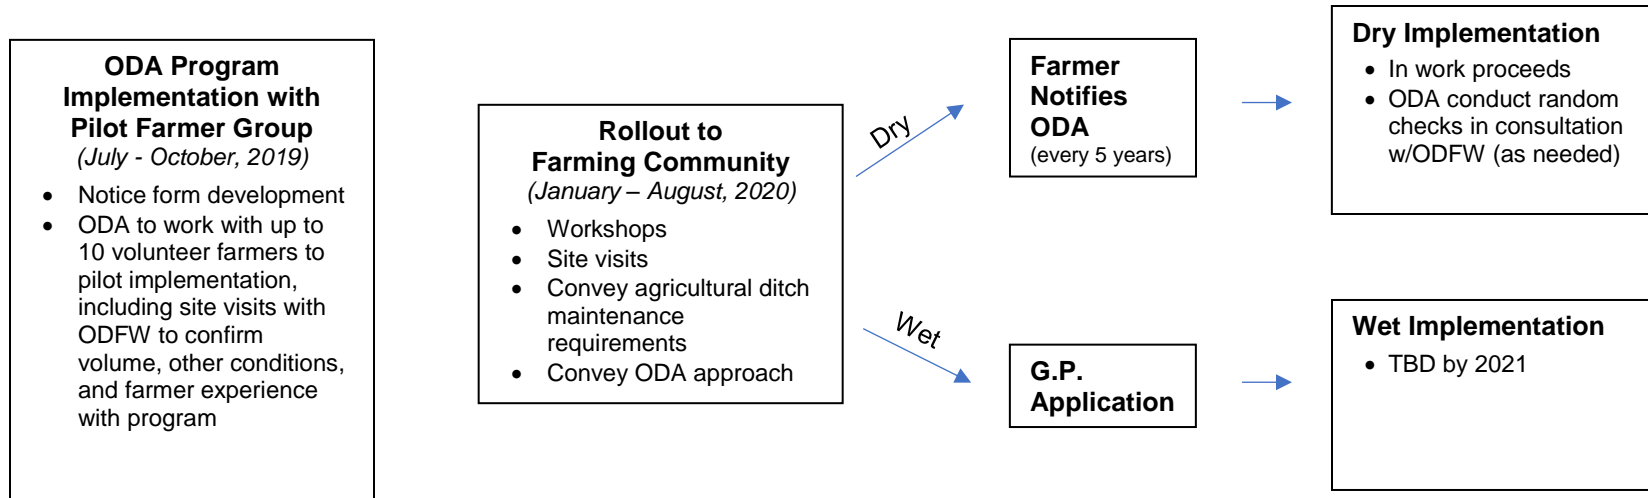 ODA Program
Implementation with
Pilot Farmer Group
(July - October, 2019)
• Notice form development
• ODA to work with up to
10 volunteer farmers to
pilot implementation,
including site visits with
ODFW to confirm
volume, other conditions,
and farmer experience
with program
Rollout to
Farming Community
(January – August, 2020)
• Workshops
• Site visits
• Convey agricultural ditch
maintenance
requirements
• Convey ODA approach
Dry
Wet
Farmer
Notifies
ODA
(every 5 years)
G.P.
Application
Dry Implementation
• In work proceeds
• ODA conduct random
checks in consultation
w/ODFW (as needed)
Wet Implementation
• TBD by 2021